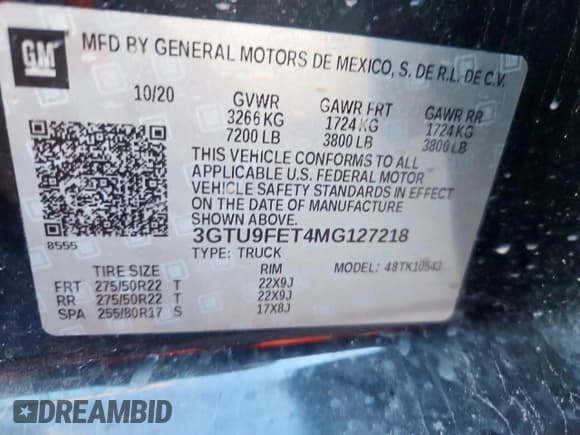 GM
MFD BY GENERAL MOTORS DE MEXICO, S. DE R.L. DE C.V.
10/20 GVWR GAWR FRT GAWR RR
3266 KG 1724 KG 1724 KG
7200 LB 3800 LB 3800 LB
THIS VEHICLE CONFORMS TO ALL
APPLICABLE U.S. FEDERAL MOTOR
VEHICLE SAFETY STANDARDS IN EFFECT
ON THE DATE OF MANUFACTURE
SHOWN ABOVE.
8555
3GTU9FET4MG127218
TYPE: TRUCK MODEL: 48TK10543
TIRE SIZE RIM
FRT 275/50R22 T 22X9J
RR 275/50R22 T 22X9J
SPA 255/80R17 S 17X8J
DREAMBID